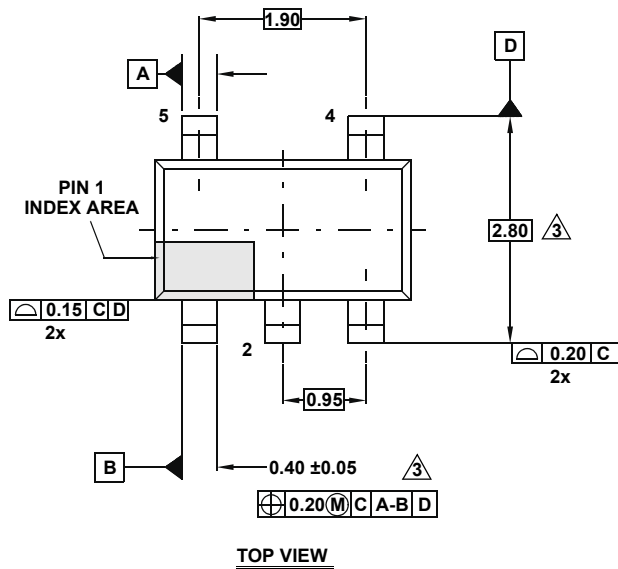 1.90
D
A
5
4
PIN 1
INDEX AREA
2.80 3
0.15 C D
2x
2
0.20 C
2x
0.95
B
0.40 ±0.05 3
⌖ 0.20 Ⓜ C A-B D
TOP VIEW